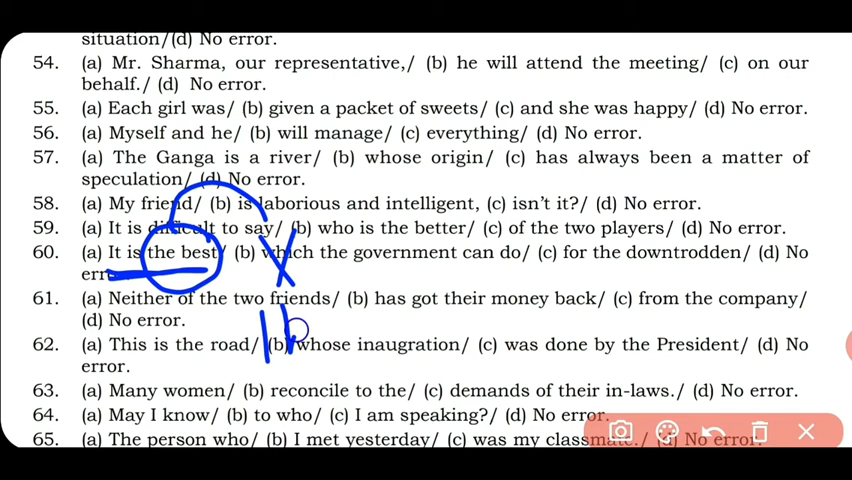 situation/(d) No error.
54. (a) Mr. Sharma, our representative,/ (b) he will attend the meeting/ (c) on our
behalf./ (d) No error.
55. (a) Each girl was/ (b) given a packet of sweets/ (c) and she was happy/ (d) No error.
56. (a) Myself and he/ (b) will manage/ (c) everything/ (d) No error.
57. (a) The Ganga is a river/ (b) whose origin/ (c) has always been a matter of
speculation/ (d) No error.
58. (a) My friend/ (b) is laborious and intelligent, (c) isn't it?/ (d) No error.
59. (a) It is difficult to say/ (b) who is the better/ (c) of the two players/ (d) No error.
60. (a) It is the best/ (b) which the government can do/ (c) for the downtrodden/ (d) No
error.
61. (a) Neither of the two friends/ (b) has got their money back/ (c) from the company/
(d) No error.
62. (a) This is the road/ (b) whose inaugration/ (c) was done by the President/ (d) No
error.
63. (a) Many women/ (b) reconcile to the/ (c) demands of their in-laws./ (d) No error.
64. (a) May I know/ (b) to who/ (c) I am speaking?/ (d) No error.
65. (a) The person who/ (b) I met yesterday/ (c) was my classmate./ (d) No error.